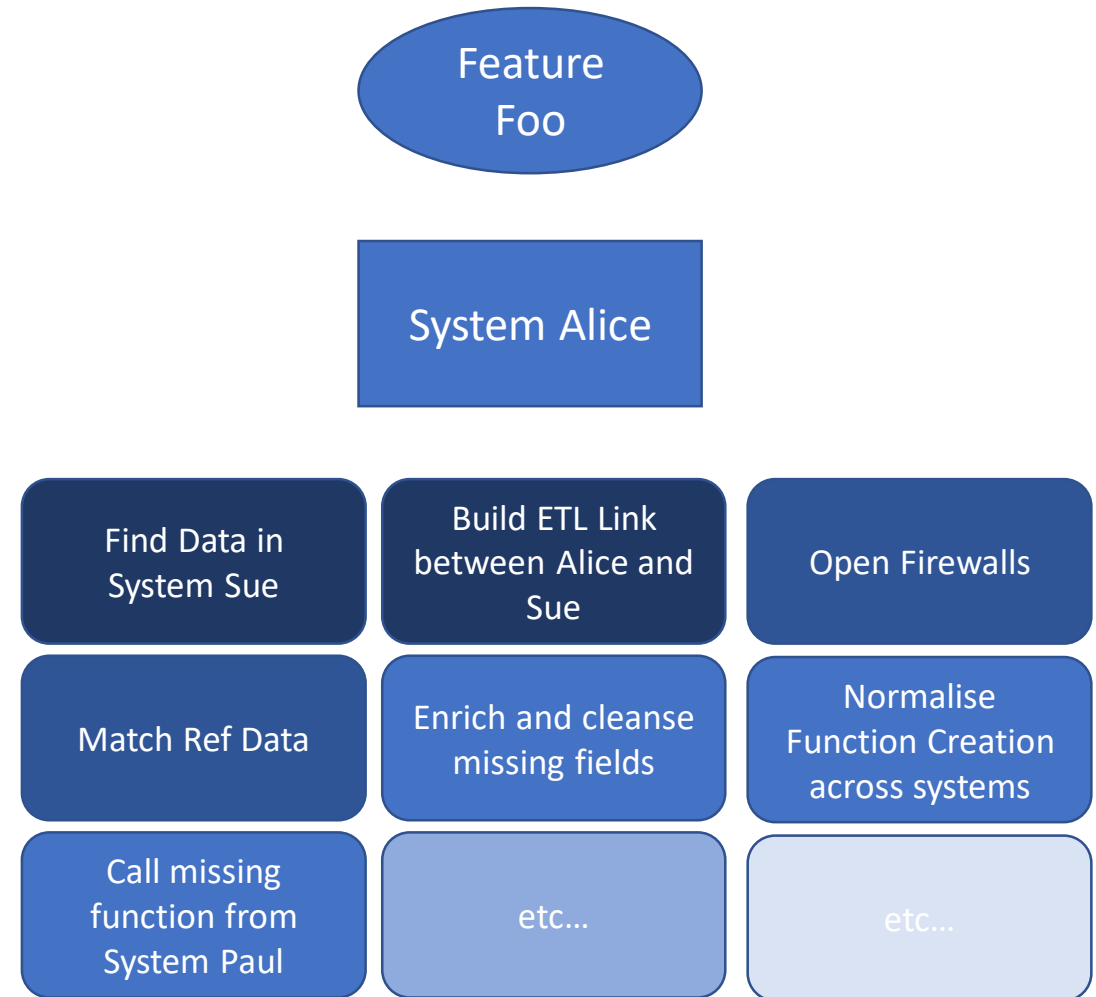 Feature
Foo
System Alice
Find Data in
System Sue
Build ETL Link
between Alice and
Sue
Open Firewalls
Match Ref Data
Enrich and cleanse
missing fields
Normalise
Function Creation
across systems
Call missing
function from
System Paul
etc…
etc…